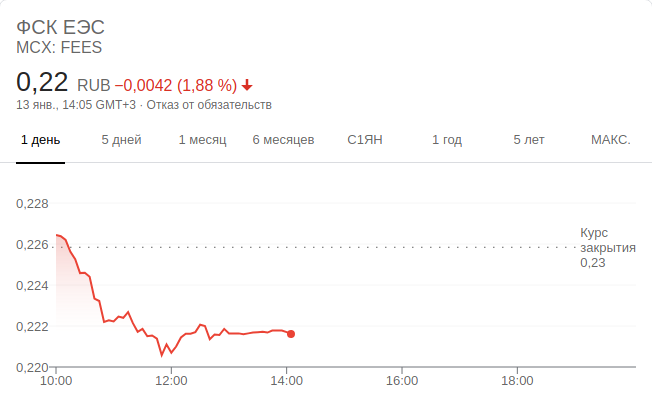 ФСК ЕЭС
MCX: FEES
0,22 RUB −0,0042 (1,88 %)
13 янв., 14:05 GMT+3 · Отказ от обязательств
1 день 5 дней 1 месяц 6 месяцев С1ЯН 1 год 5 лет МАКС.
0,228
0,226
0,224
0,222
0,220
Курс
закрытия
0,23
10:00 12:00 14:00 16:00 18:00